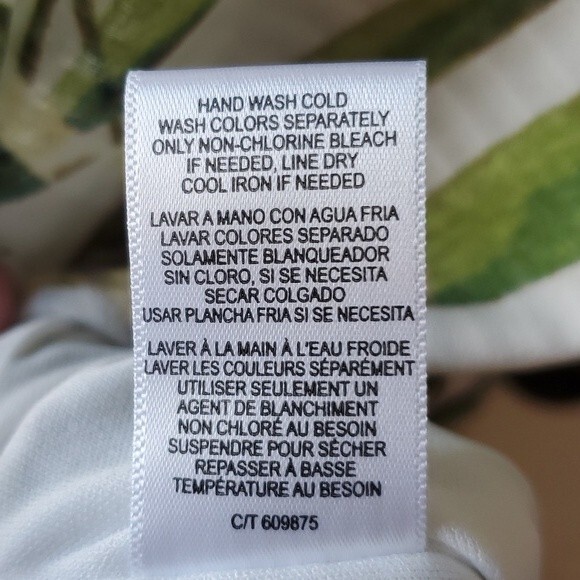 HAND WASH COLD
WASH COLORS SEPARATELY
ONLY NON-CHLORINE BLEACH
IF NEEDED, LINE DRY
COOL IRON IF NEEDED
LAVAR A MANO CON AGUA FRIA
LAVAR COLORES SEPARADO
SOLAMENTE BLANQUEADOR
SIN CLORO, SI SE NECESITA
SECAR COLGADO
USAR PLANCHA FRIA SI SE NECESITA
LAVER À LA MAIN À L'EAU FROIDE
LAVER LES COULEURS SÉPARÉMENT
UTILISER SEULEMENT UN
AGENT DE BLANCHIMENT
NON CHLORÉ AU BESOIN
SUSPENDRE POUR SÉCHER
REPASSER À BASSE
TEMPÉRATURE AU BESOIN
C/T 609875